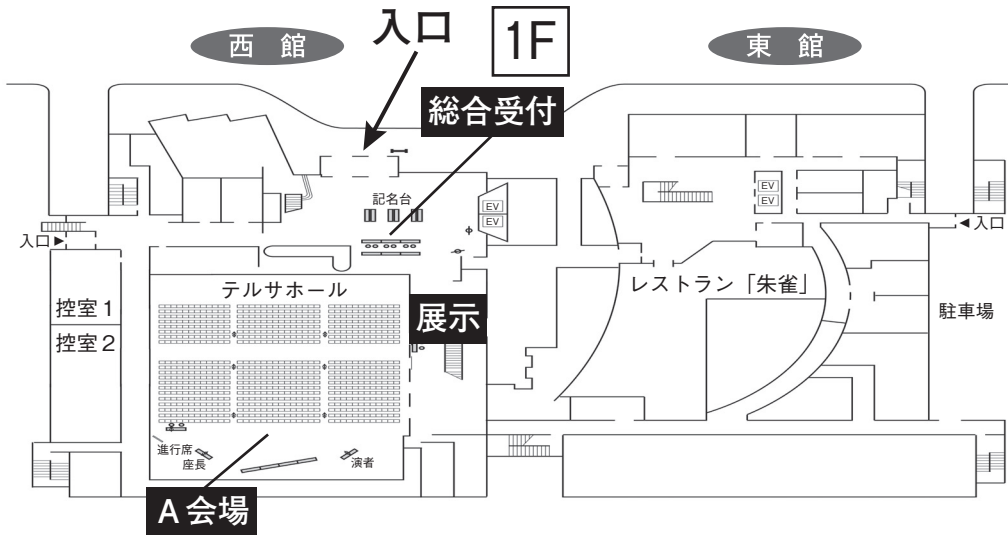 西館
入口
1F
東館
総合受付
記名台
EV
EV
EV
EV
入口
入口
テルサホール
レストラン「朱雀」
控室1
展示
駐車場
控室2
進行席
座長
演者
A会場